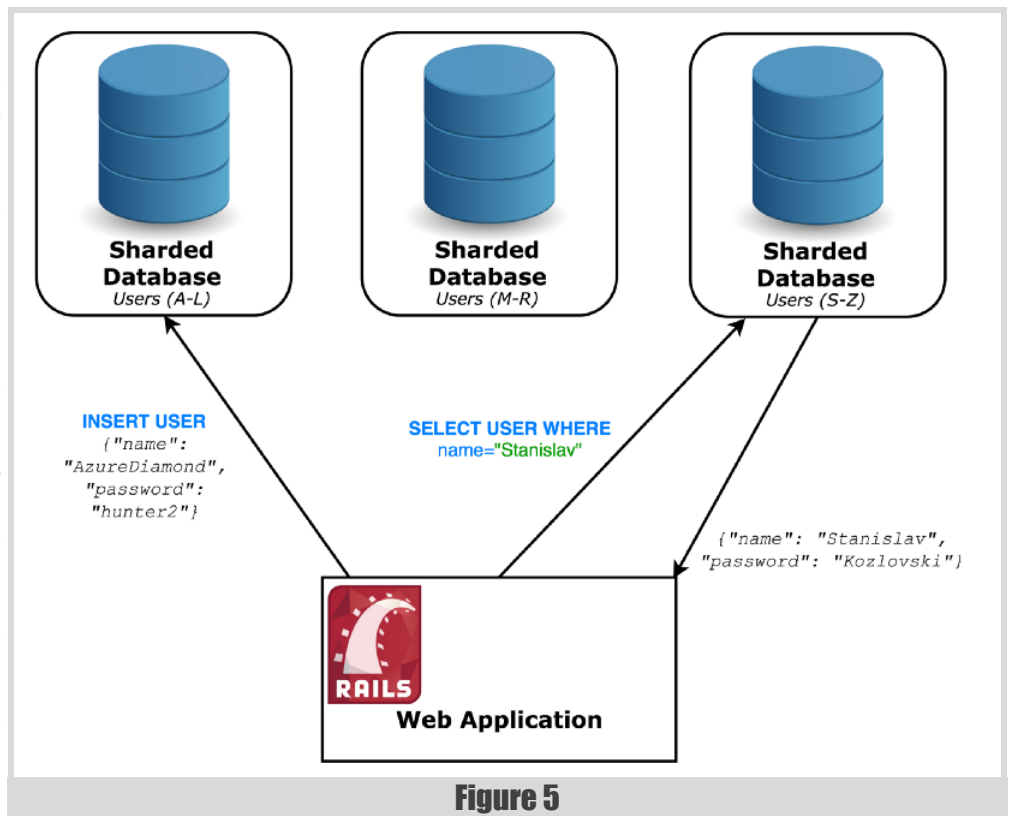 Sharded
Database
Users (A-L)
Sharded
Database
Users (M-R)
Sharded
Database
Users (S-Z)
INSERT USER
{"name":
"AzureDiamond",
"password":
"hunter2"}
SELECT USER WHERE
name="Stanislav"
{"name": "Stanislav",
"password": "Kozlovski"}
RAILS
Web Application
Figure 5